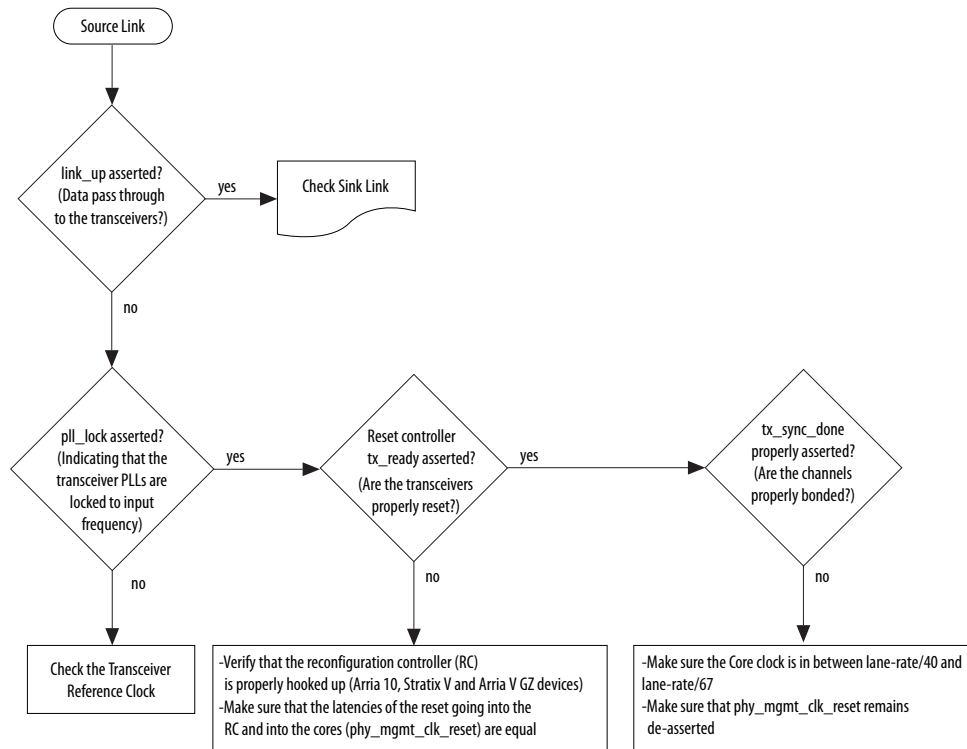 Source Link
link_up asserted?
(Data pass through
to the transceivers?)
yes
Check Sink Link
no
pll_lock asserted?
(Indicating that the
transceiver PLLs are
locked to input
frequency)
yes
Reset controller
tx_ready asserted?
(Are the transceivers
properly reset?)
yes
tx_sync_done
properly asserted?
(Are the channels
properly bonded?)
no
no
no
Check the Transceiver
Reference Clock
-Verify that the reconfiguration controller (RC)
is properly hooked up (Arria 10, Stratix V and Arria V GZ devices)
-Make sure that the latencies of the reset going into the
RC and into the cores (phy_mgmt_clk_reset) are equal
-Make sure the Core clock is in between lane-rate/40 and
lane-rate/67
-Make sure that phy_mgmt_clk_reset remains
de-asserted